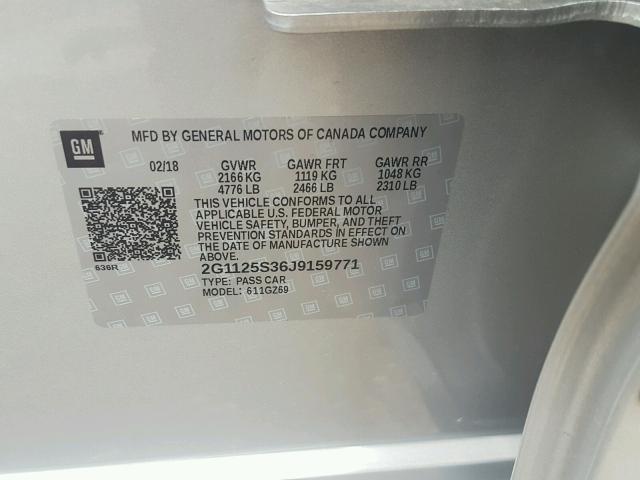 GM
MFD BY GENERAL MOTORS OF CANADA COMPANY
02/18 GVWR GAWR FRT GAWR RR
2166 KG 1119 KG 1048 KG
4776 LB 2466 LB 2310 LB
THIS VEHICLE CONFORMS TO ALL
APPLICABLE U.S. FEDERAL MOTOR
VEHICLE SAFETY, BUMPER, AND THEFT
PREVENTION STANDARDS IN EFFECT ON
THE DATE OF MANUFACTURE SHOWN
ABOVE.
636R
2G1125S36J9159771
TYPE: PASS CAR
MODEL: 611GZ69